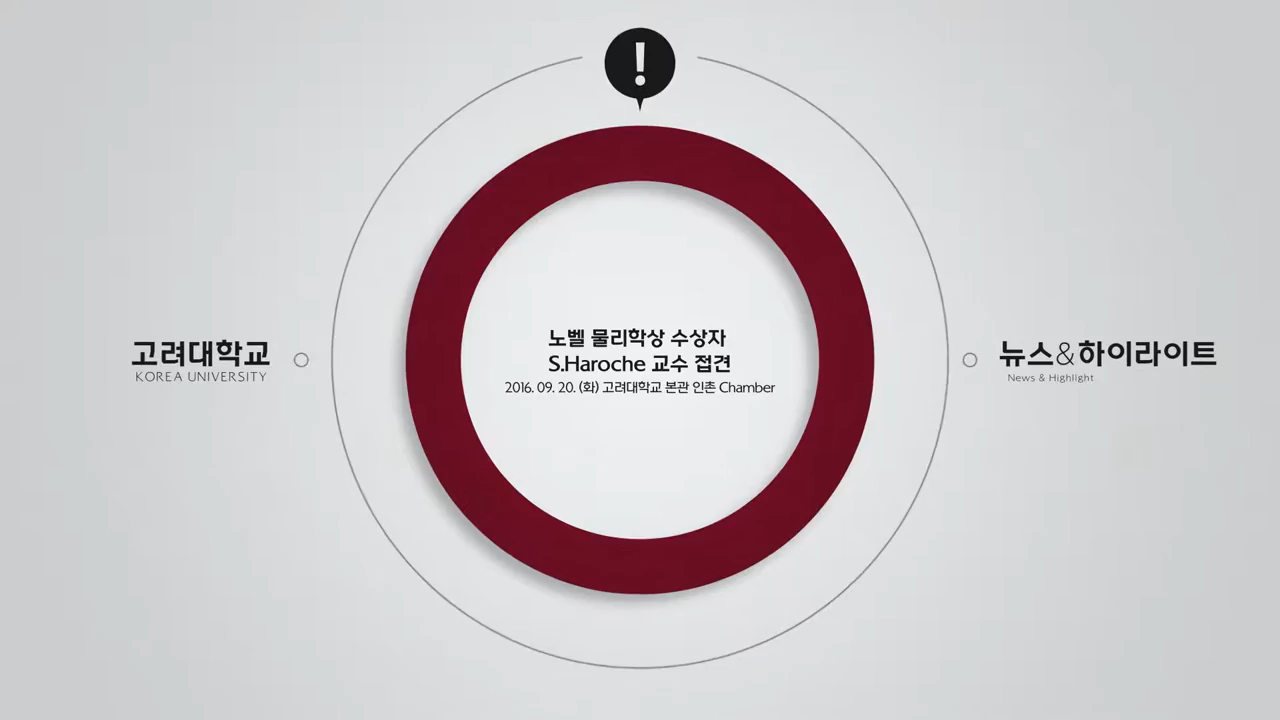 !
고려대학교
KOREA UNIVERSITY
노벨 물리학상 수상자
S.Haroche 교수 접견
2016. 09. 20. (화) 고려대학교 본관 인촌 Chamber
뉴스&하이라이트
News & Highlight